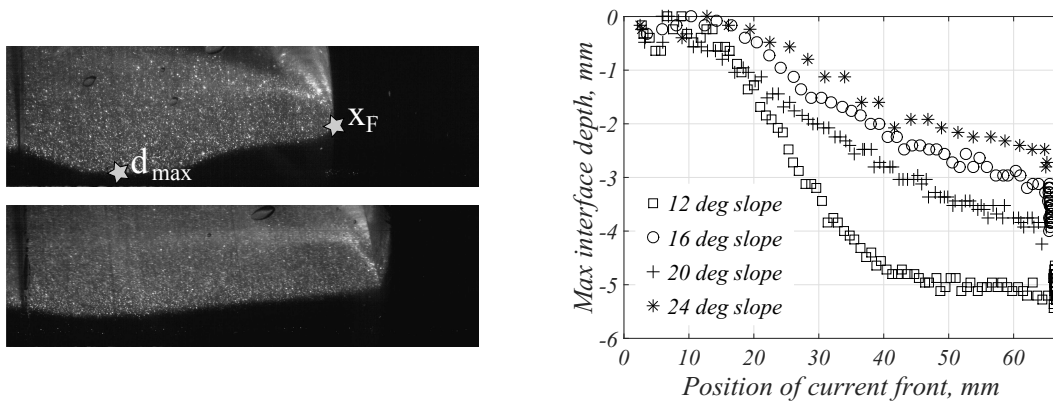 x_F
d_max
0
-1
-2
-3
-4
-5
-6
Max interface depth, mm
12 deg slope
16 deg slope
20 deg slope
24 deg slope
0 10 20 30 40 50 60
Position of current front, mm